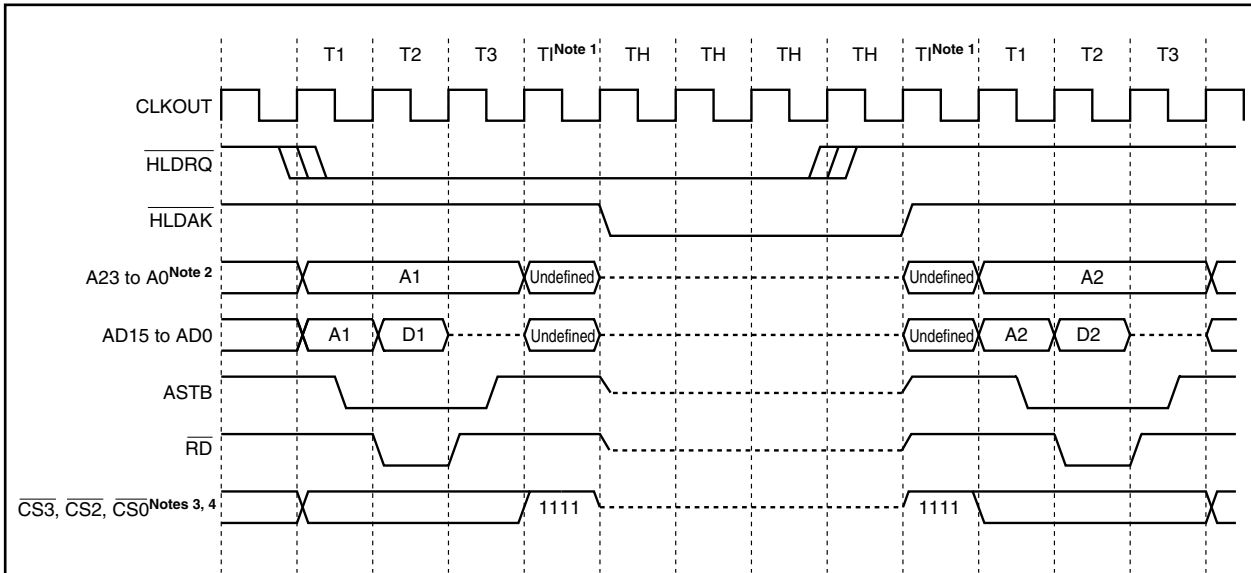 T1 T2 T3 TI Note 1 TH TH TH TH TI Note 1 T1 T2 T3
CLKOUT
HLDRQ
HLDAK
A23 to A0 Note 2 A1 Undefined Undefined A2
AD15 to AD0 A1 D1 Undefined Undefined A2 D2
ASTB
RD
CS3, CS2, CS0 Notes 3, 4 1111 1111